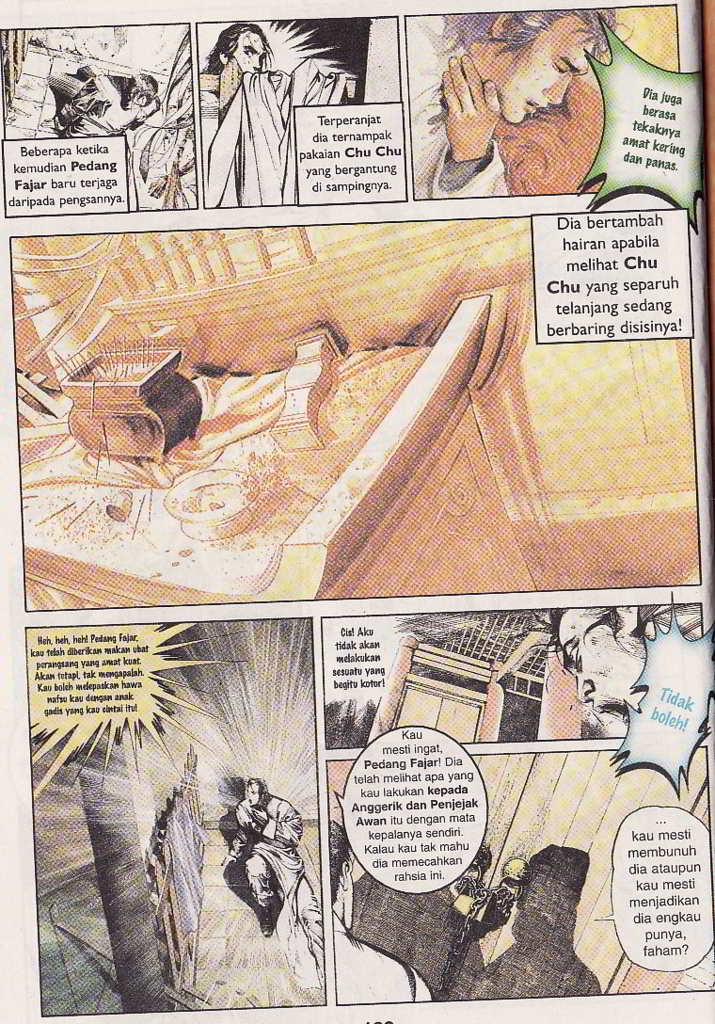 Beberapa ketika
kemudian Pedang
Fajar baru terjaga
daripada pengsannya.
Terperanjat
dia ternampak
pakaian Chu Chu
yang bergantung
di sampingnya.
Dia juga
berasa
tekaknya
amat kering
dan panas.
Dia bertambah
hairan apabila
melihat Chu
Chu yang separuh
telanjang sedang
berbaring disisinya!
Heh, heh, heh! Pedang Fajar,
kau telah diberikan makan ubat
perangsang yang amat kuat.
Akan tetapi, tak mengapalah.
Kau boleh melepaskan hawa
nafsu kau dengan anak
gadis yang kau cintai itu!
Cis! Aku
tidak akan
melakukan
sesuatu yang
begitu kotor!
Tidak
boleh!
Kau
mesti ingat,
Pedang Fajar! Dia
telah melihat apa yang
kau lakukan kepada
Anggerik dan Penjejak
Awan itu dengan mata
kepalanya sendiri.
Kalau kau tak mahu
dia memecahkan
rahsia ini.
...
kau mesti
membunuh
dia ataupun
kau mesti
menjadikan
dia engkau
punya,
faham?